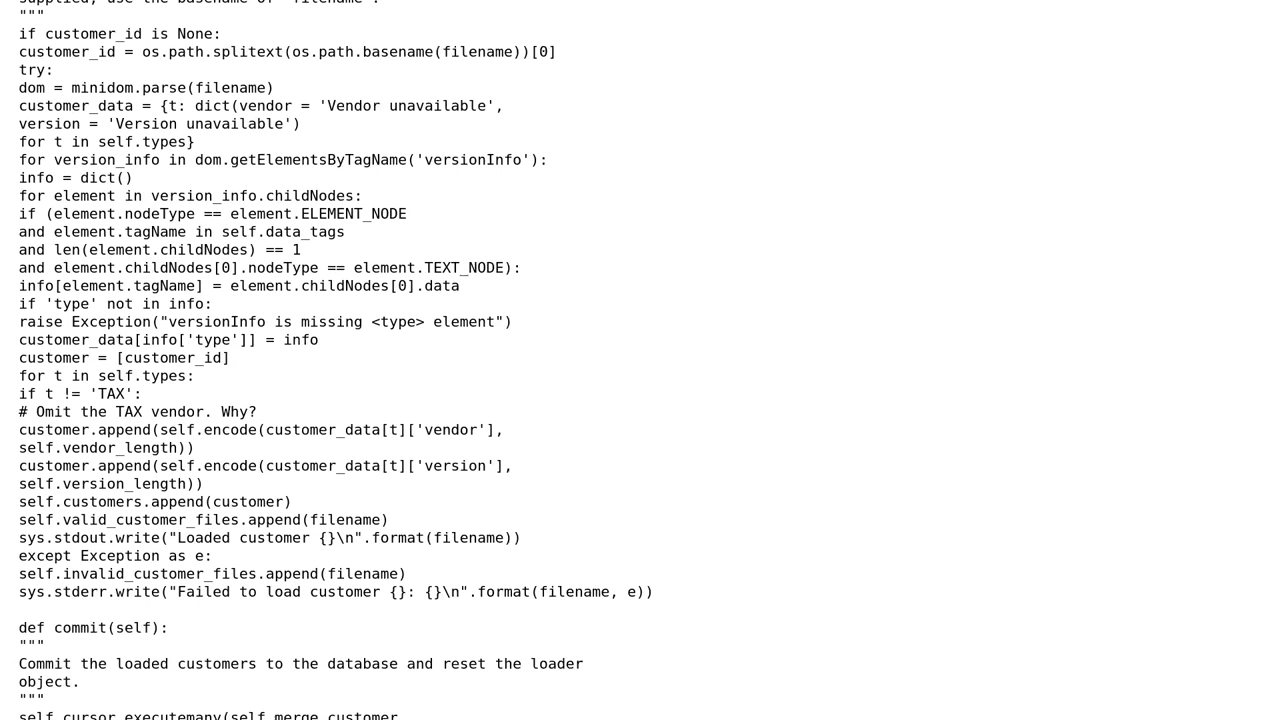 supplied, use the basename of `filename`.
"""
if customer_id is None:
customer_id = os.path.splitext(os.path.basename(filename))[0]
try:
dom = minidom.parse(filename)
customer_data = {t: dict(vendor = 'Vendor unavailable',
version = 'Version unavailable')
for t in self.types}
for version_info in dom.getElementsByTagName('versionInfo'):
info = dict()
for element in version_info.childNodes:
if (element.nodeType == element.ELEMENT_NODE
and element.tagName in self.data_tags
and len(element.childNodes) == 1
and element.childNodes[0].nodeType == element.TEXT_NODE):
info[element.tagName] = element.childNodes[0].data
if 'type' not in info:
raise Exception("versionInfo is missing <type> element")
customer_data[info['type']] = info
customer = [customer_id]
for t in self.types:
if t != 'TAX':
# Omit the TAX vendor. Why?
customer.append(self.encode(customer_data[t]['vendor'],
self.vendor_length))
customer.append(self.encode(customer_data[t]['version'],
self.version_length))
self.customers.append(customer)
self.valid_customer_files.append(filename)
sys.stdout.write("Loaded customer {}\n".format(filename))
except Exception as e:
self.invalid_customer_files.append(filename)
sys.stderr.write("Failed to load customer {}: {}\n".format(filename, e))
def commit(self):
"""
Commit the loaded customers to the database and reset the loader
object.
"""
self.cursor.executemany(self.merge_customer,